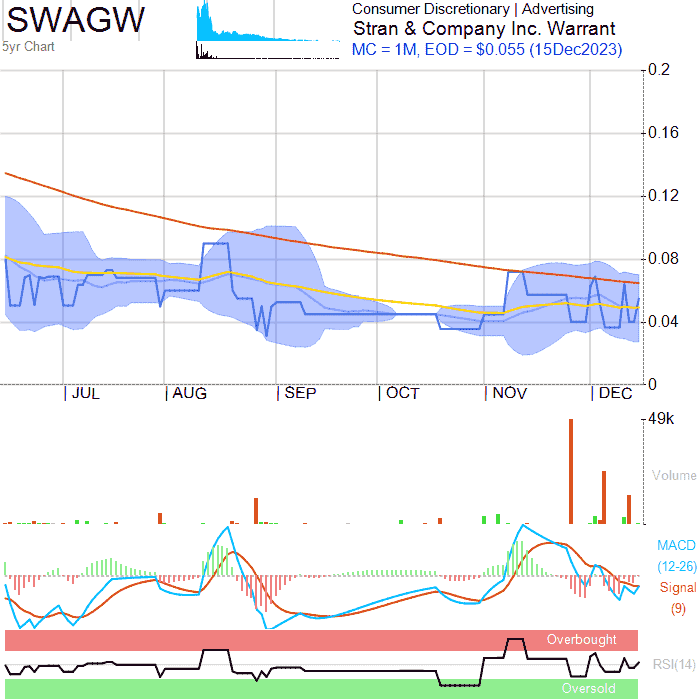 SWAGW
5yr Chart
Consumer Discretionary | Advertising
Stran & Company Inc. Warrant
MC = 1M, EOD = $0.055 (15Dec2023)
0.2
0.16
0.12
0.08
0.04
0
JUL AUG SEP OCT NOV DEC
49k
Volume
MACD
(12-26)
Signal
(9)
Overbought
RSI(14)
Oversold